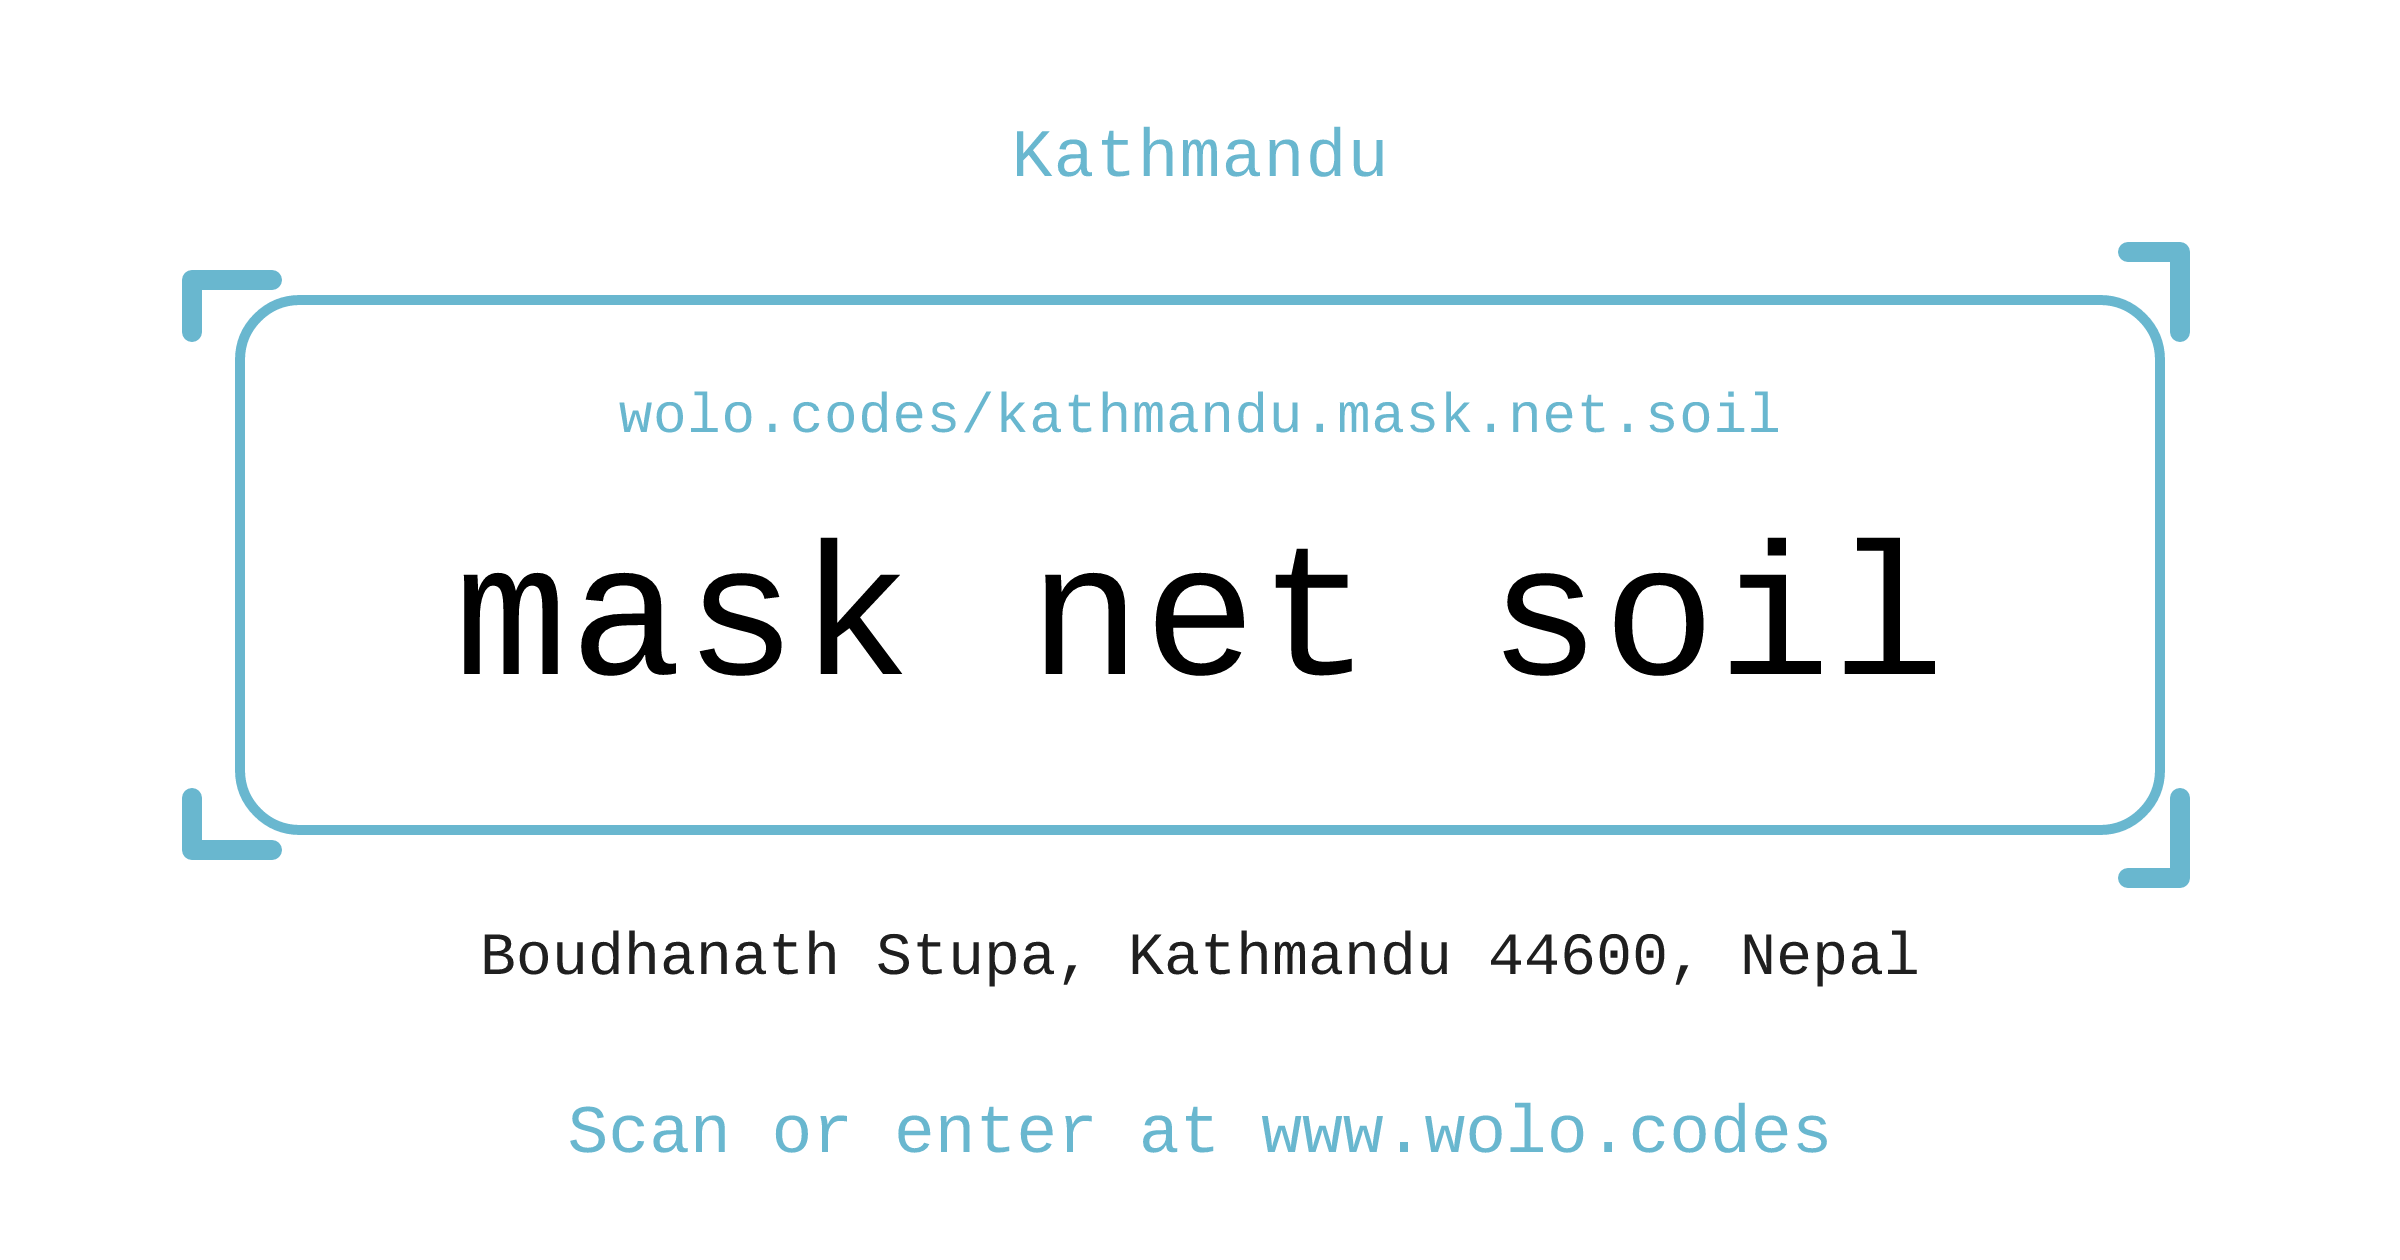 Kathmandu
wolo.codes/kathmandu.mask.net.soil
mask net soil
Boudhanath Stupa, Kathmandu 44600, Nepal
Scan or enter at www.wolo.codes